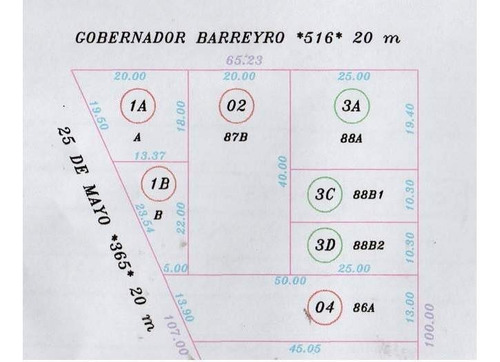 GOBERNADOR BARREYRO *516* 20 m
65.23
20.00 20.00 25.00
19.50 1A 18.00 02 3A 19.40
A 87B 88A
13.37
25 DE MAYO *365* 20 m
1B 40.00 3C 88B1 10.30
23.54 B 22.00
3D 88B2 10.30
5.00 25.00
50.00
13.90 04 86A 13.00
107.00 100.00
45.05